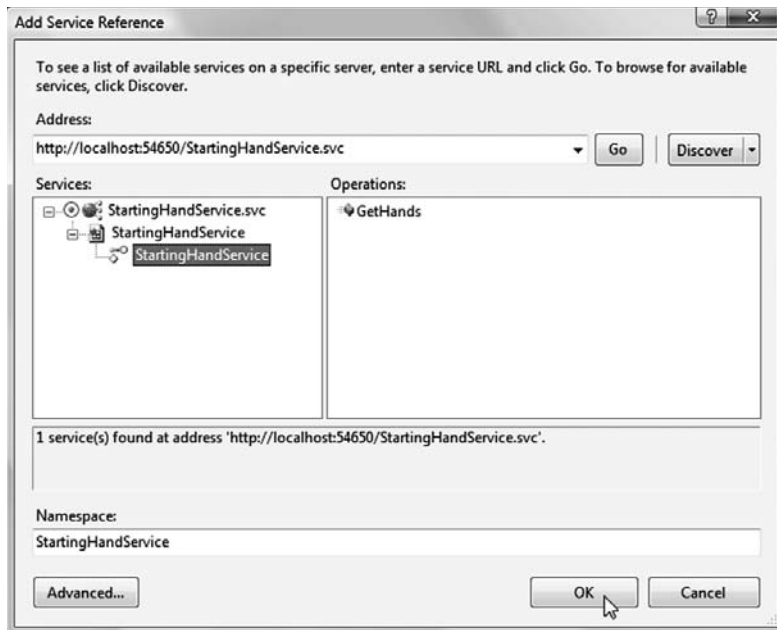 Add Service Reference
To see a list of available services on a specific server, enter a service URL and click Go. To browse for available
services, click Discover.
Address:
http://localhost:54650/StartingHandService.svc
Go
Discover
Services:
Operations:
StartingHandService.svc
StartingHandService
StartingHandService
GetHands
1 service(s) found at address 'http://localhost:54650/StartingHandService.svc'.
Namespace:
StartingHandService
Advanced...
OK
Cancel